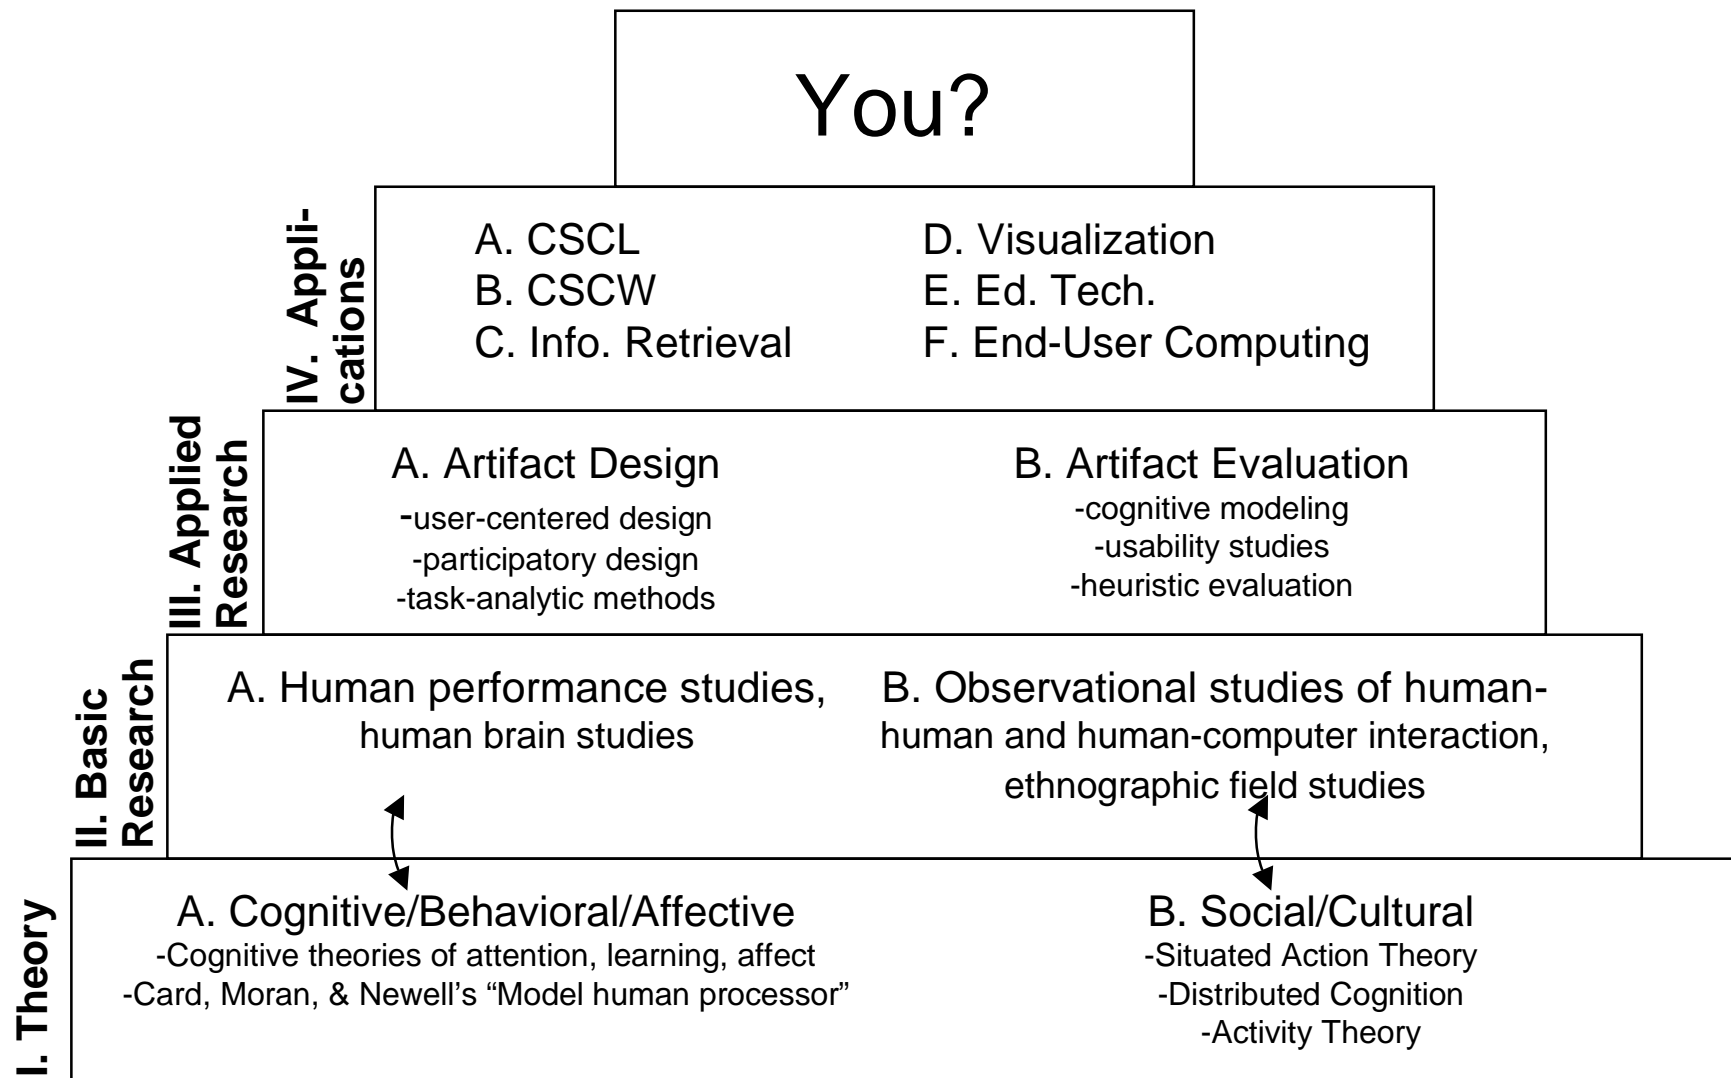 You?
IV. Appli-
cations
A. CSCL
B. CSCW
C. Info. Retrieval
D. Visualization
E. Ed. Tech.
F. End-User Computing
III. Applied
Research
A. Artifact Design
-user-centered design
-participatory design
-task-analytic methods
B. Artifact Evaluation
-cognitive modeling
-usability studies
-heuristic evaluation
II. Basic
Research
A. Human performance studies,
human brain studies
B. Observational studies of human-
human and human-computer interaction,
ethnographic field studies
I. Theory
A. Cognitive/Behavioral/Affective
-Cognitive theories of attention, learning, affect
-Card, Moran, & Newell’s “Model human processor”
B. Social/Cultural
-Situated Action Theory
-Distributed Cognition
-Activity Theory